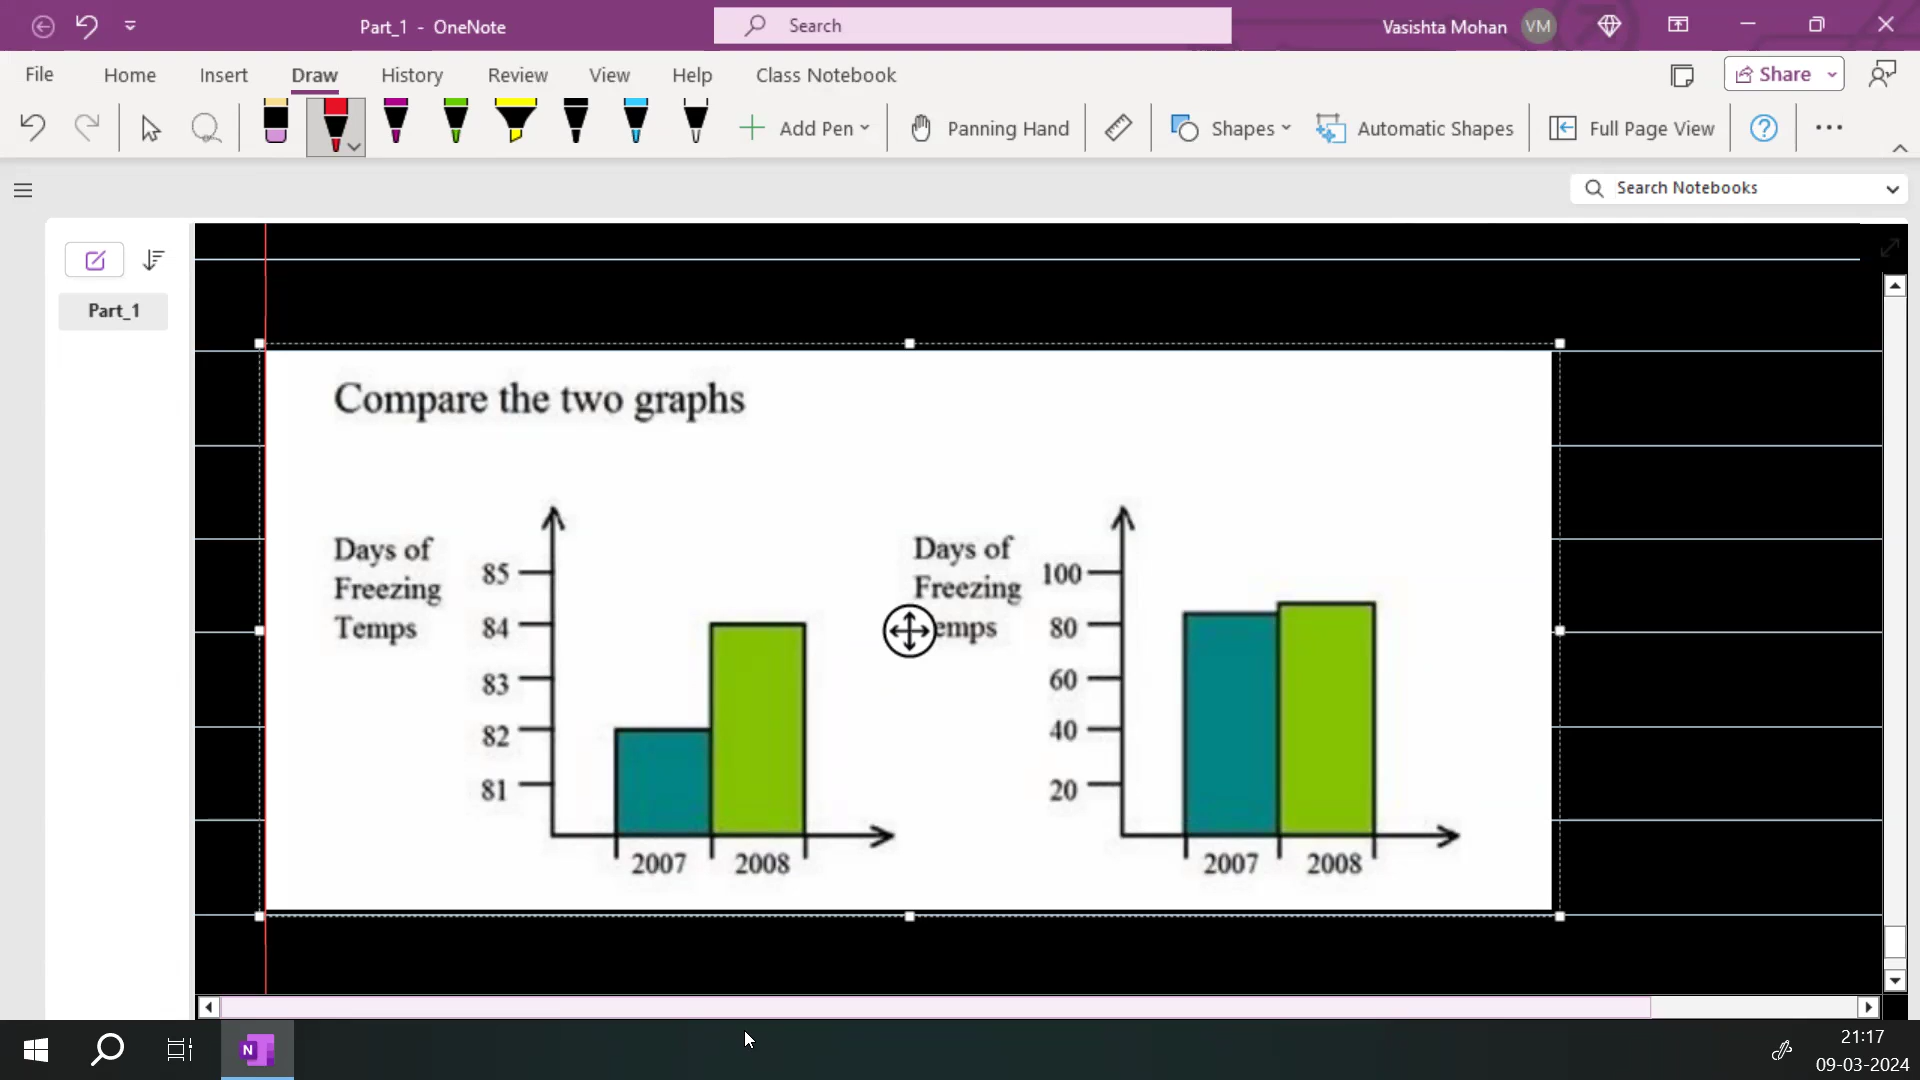 Part_1 - OneNote
Search
Vasishta Mohan
VM
File
Home
Insert
Draw
History
Review
View
Help
Class Notebook
Share
Add Pen
Panning Hand
Shapes
Automatic Shapes
Full Page View
Search Notebooks
Part_1
Compare the two graphs
Days of
Freezing
Temps
85
84
83
82
81
2007
2008
Days of
Freezing
emps
100
80
60
40
20
2007
2008
N
21:17
09-03-2024